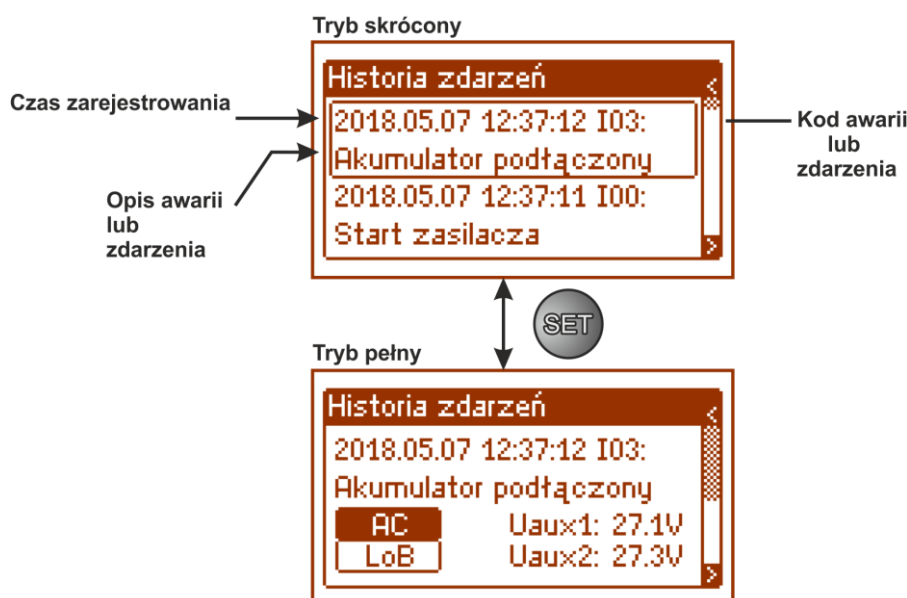 Tryb skrócony
Historia zdarzeń
Czas zarejestrowania
2018.05.07 12:37:12 I03:
Akumulator podłączony
Kod awarii
lub
zdarzenia
Opis awarii
lub
zdarzenia
2018.05.07 12:37:11 I00:
Start zasilacza
SET
Tryb pełny
Historia zdarzeń
2018.05.07 12:37:12 I03:
Akumulator podłączony
AC Uaux1: 27.1V
LoB Uaux2: 27.3V